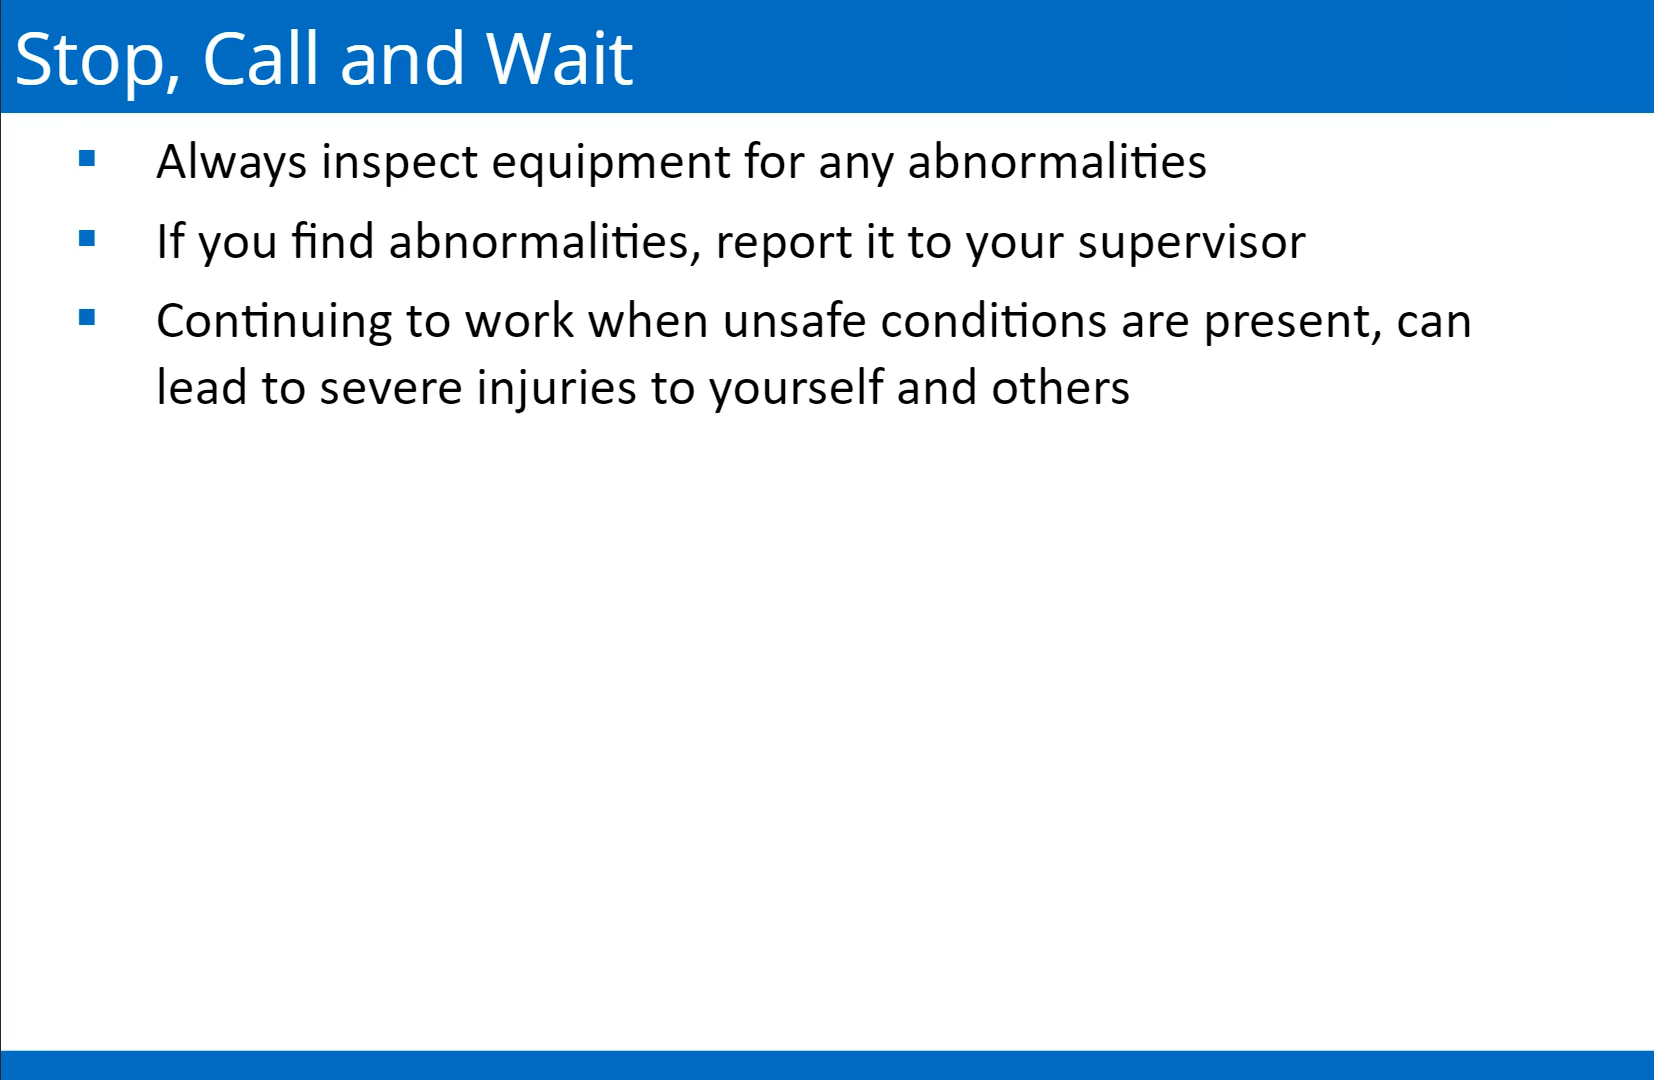 Stop, Call and Wait
▪ Always inspect equipment for any abnormalities
▪ If you find abnormalities, report it to your supervisor
▪ Continuing to work when unsafe conditions are present, can
lead to severe injuries to yourself and others